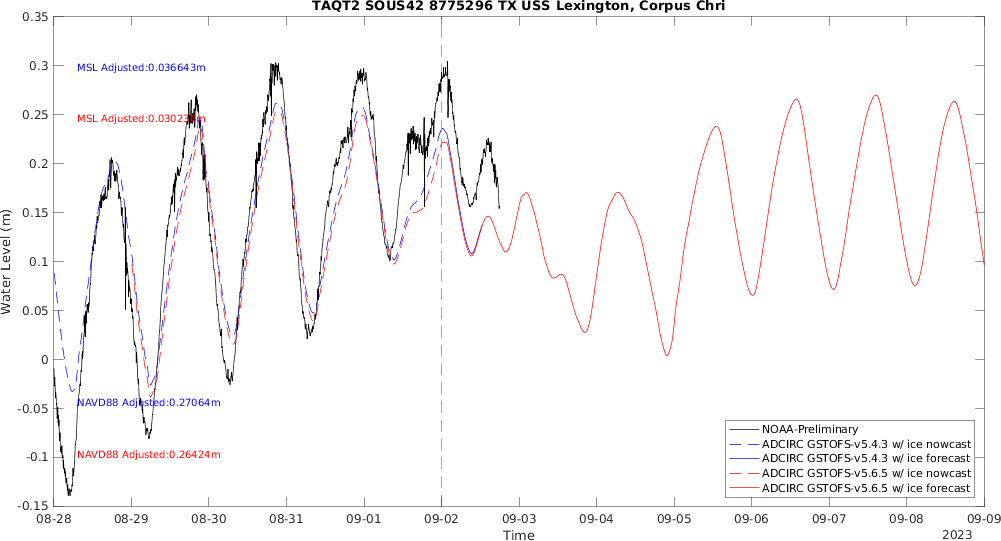 TAQT2 SOUS42 8775296 TX USS Lexington, Corpus Chri
0.35
0.3
0.25
0.2
0.15
0.1
0.05
0
-0.05
-0.1
-0.15
Water Level (m)
MSL Adjusted:0.036643m
MSL Adjusted:0.03023 m
NAVD88 Adjusted:0.27064m
NAVD88 Adjusted:0.26424m
NOAA-Preliminary
ADCIRC GSTOFS-v5.4.3 w/ ice nowcast
ADCIRC GSTOFS-v5.4.3 w/ ice forecast
ADCIRC GSTOFS-v5.6.5 w/ ice nowcast
ADCIRC GSTOFS-v5.6.5 w/ ice forecast
08-28 08-29 08-30 08-31 09-01 09-02 09-03 09-04 09-05 09-06 09-07 09-08 09-09
Time
2023